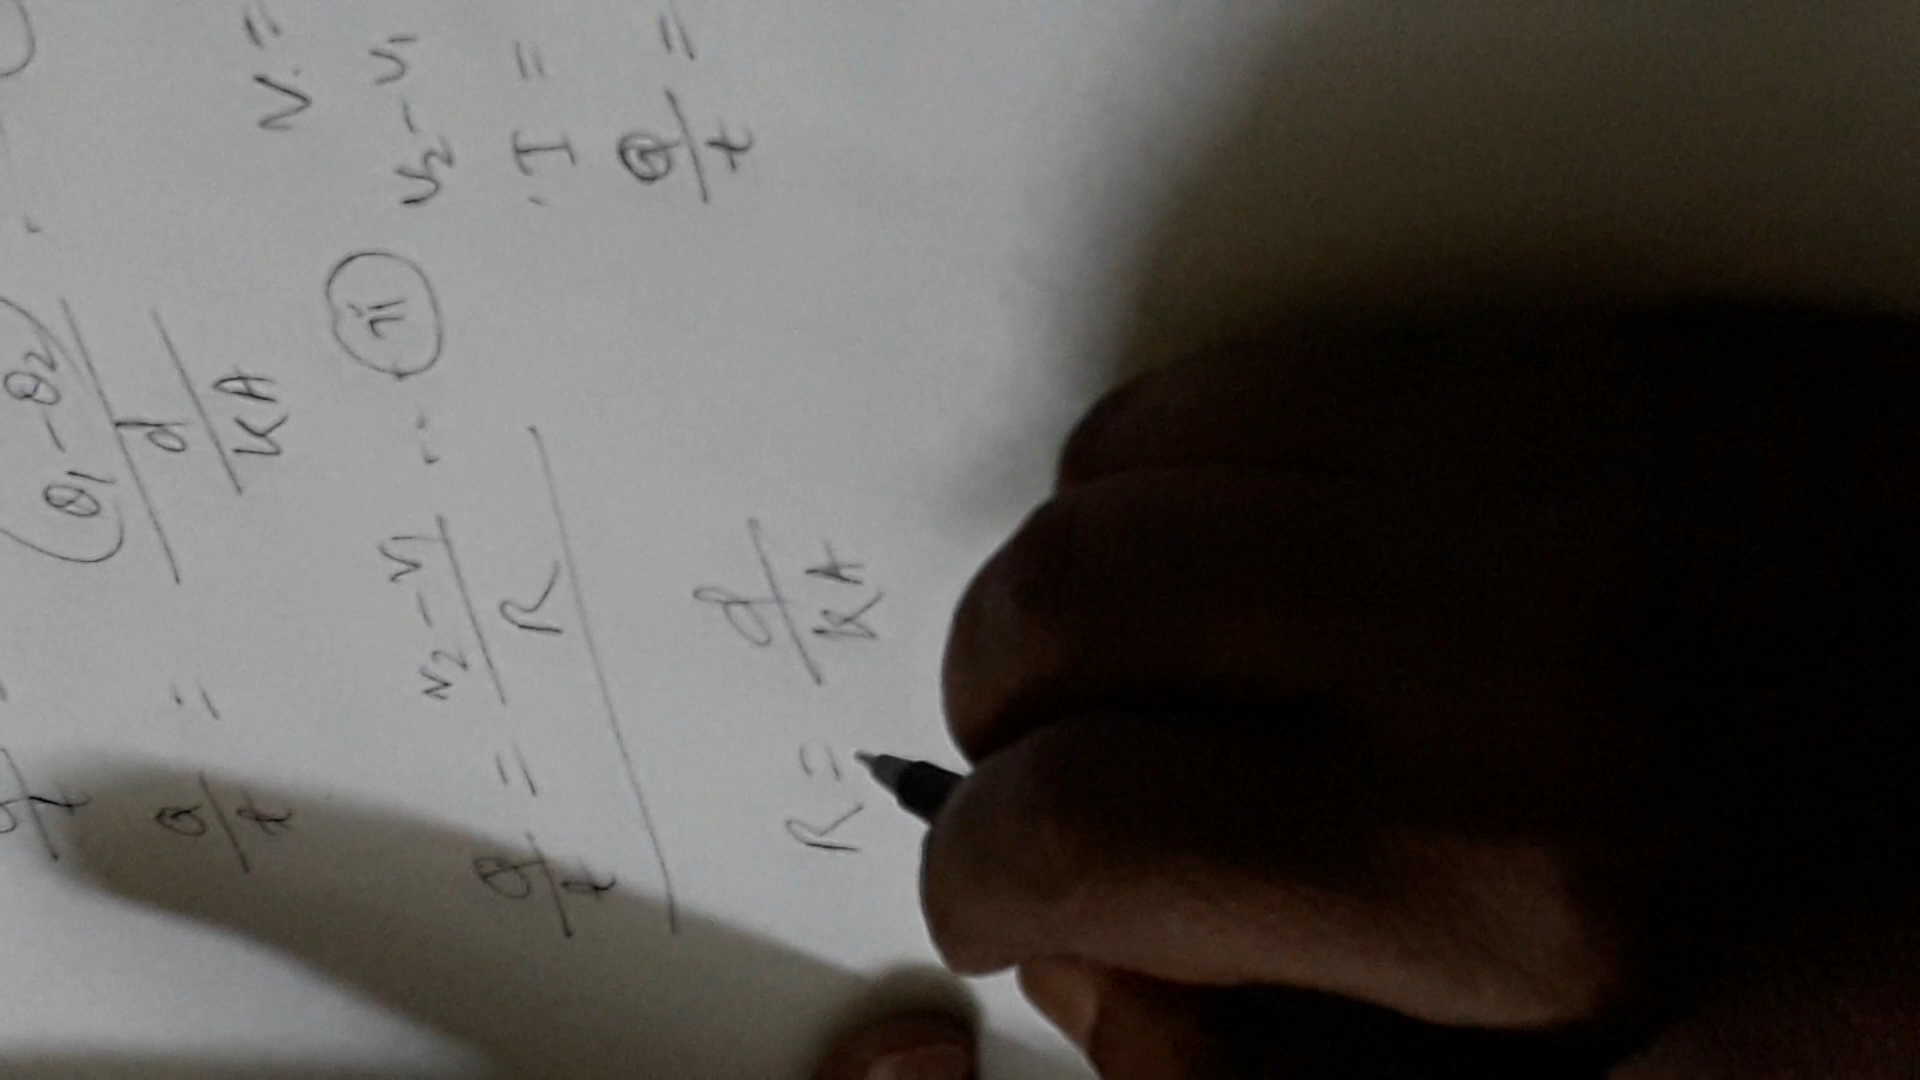 Q/t = (θ₁ - θ₂) / (d / KA)
Q/t = (V₂ - V₁) / R ... (ii)
R = d / KA
V =
V₂ - V₁
I =
Q/t =